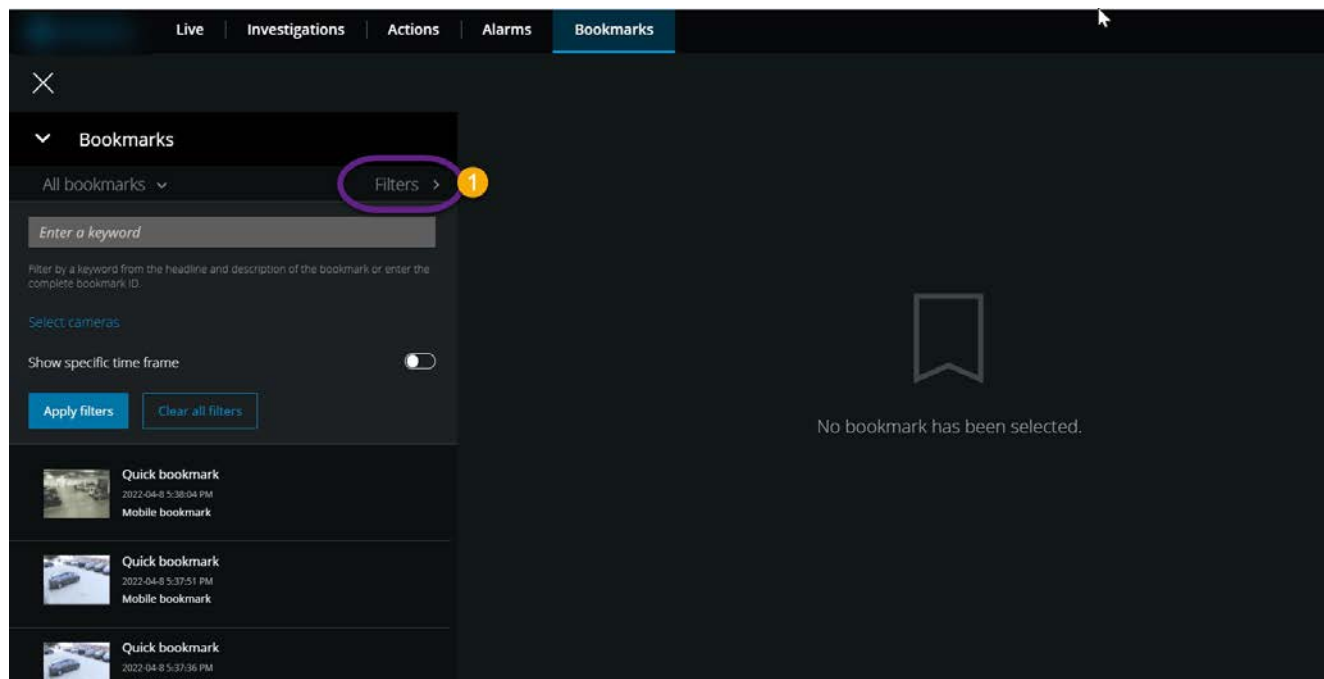 Live Investigations Actions Alarms Bookmarks
Bookmarks
All bookmarks Filters 1
Enter a keyword
Filter by a keyword from the headline and description of the bookmark or enter the
complete bookmark ID.
Select cameras
Show specific time frame
Apply filters Clear all filters
No bookmark has been selected.
Quick bookmark
2022-04-8 5:38:04 PM
Mobile bookmark
Quick bookmark
2022-04-8 5:37:51 PM
Mobile bookmark
Quick bookmark
2022-04-8 5:37:36 PM